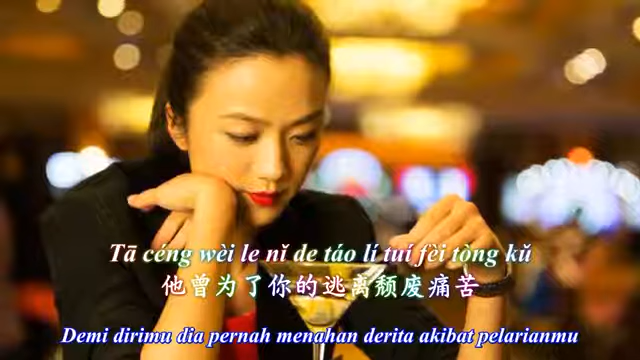 Tā céng wèi le nǐ de táo lí tuí fèi tòng kǔ
他曾为了你的逃离颓废痛苦
Demi dirimu dia pernah menahan derita akibat pelarianmu